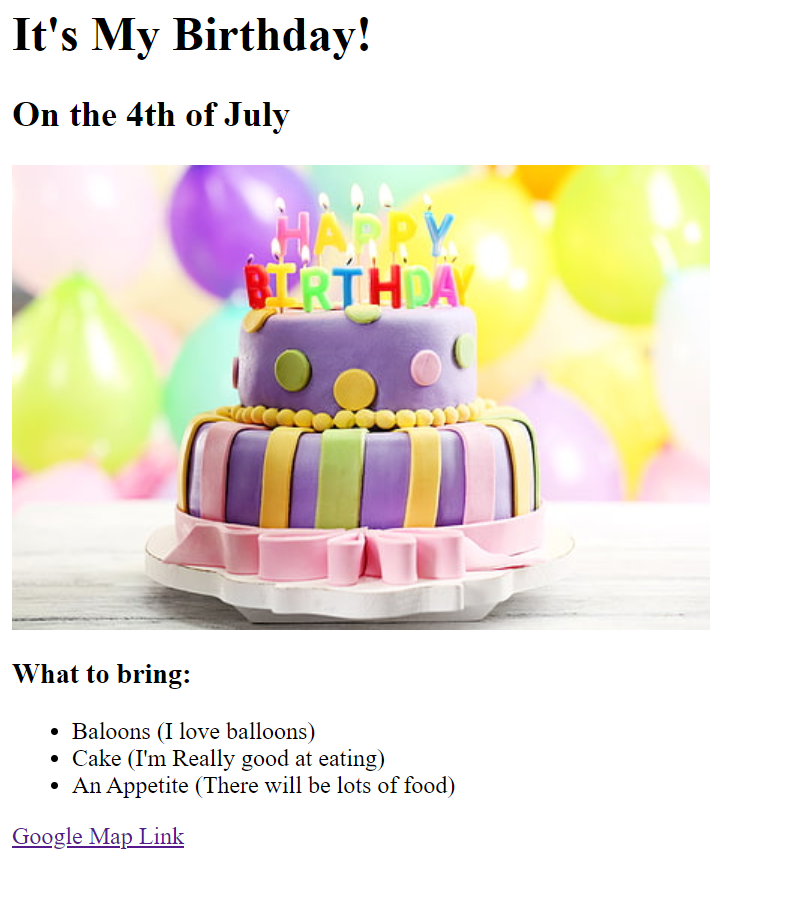 It's My Birthday!
On the 4th of July
HAPPY
BIRTHDAY
What to bring:
Baloons (I love balloons)
Cake (I'm Really good at eating)
An Appetite (There will be lots of food)
Google Map Link